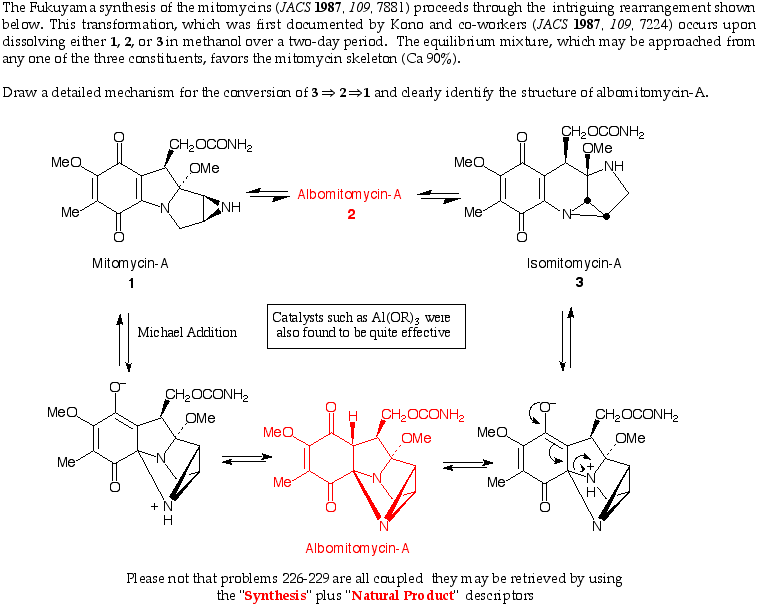 The Fukuyama synthesis of the mitomycins (JACS 1987, 109, 7881) proceeds through the intriguing rearrangement shown
below. This transformation, which was first documented by Kono and co-workers (JACS 1987, 109, 7224) occurs upon
dissolving either 1, 2, or 3 in methanol over a two-day period. The equilibrium mixture, which may be approached from
any one of the three constituents, favors the mitomycin skeleton (Ca 90%).
Draw a detailed mechanism for the conversion of 3 ⇒ 2 ⇒ 1 and clearly identify the structure of albomitomycin-A.
O CH2OCONH2 MeO OMe N NH Me O
Mitomycin-A
1
Albomitomycin-A
2
O CH2OCONH2 OMe MeO NH N Me O
Isomitomycin-A
3
Michael Addition
Catalysts such as Al(OR)3 were
also found to be quite effective
O- CH2OCONH2 MeO OMe N Me O + N H
O H CH2OCONH2 MeO OMe N Me O N
Albomitomycin-A
O- CH2OCONH2 MeO OMe + N H Me O N
Please not that problems 226-229 are all coupled they may be retrieved by using
the "Synthesis" plus "Natural Product" descriptors